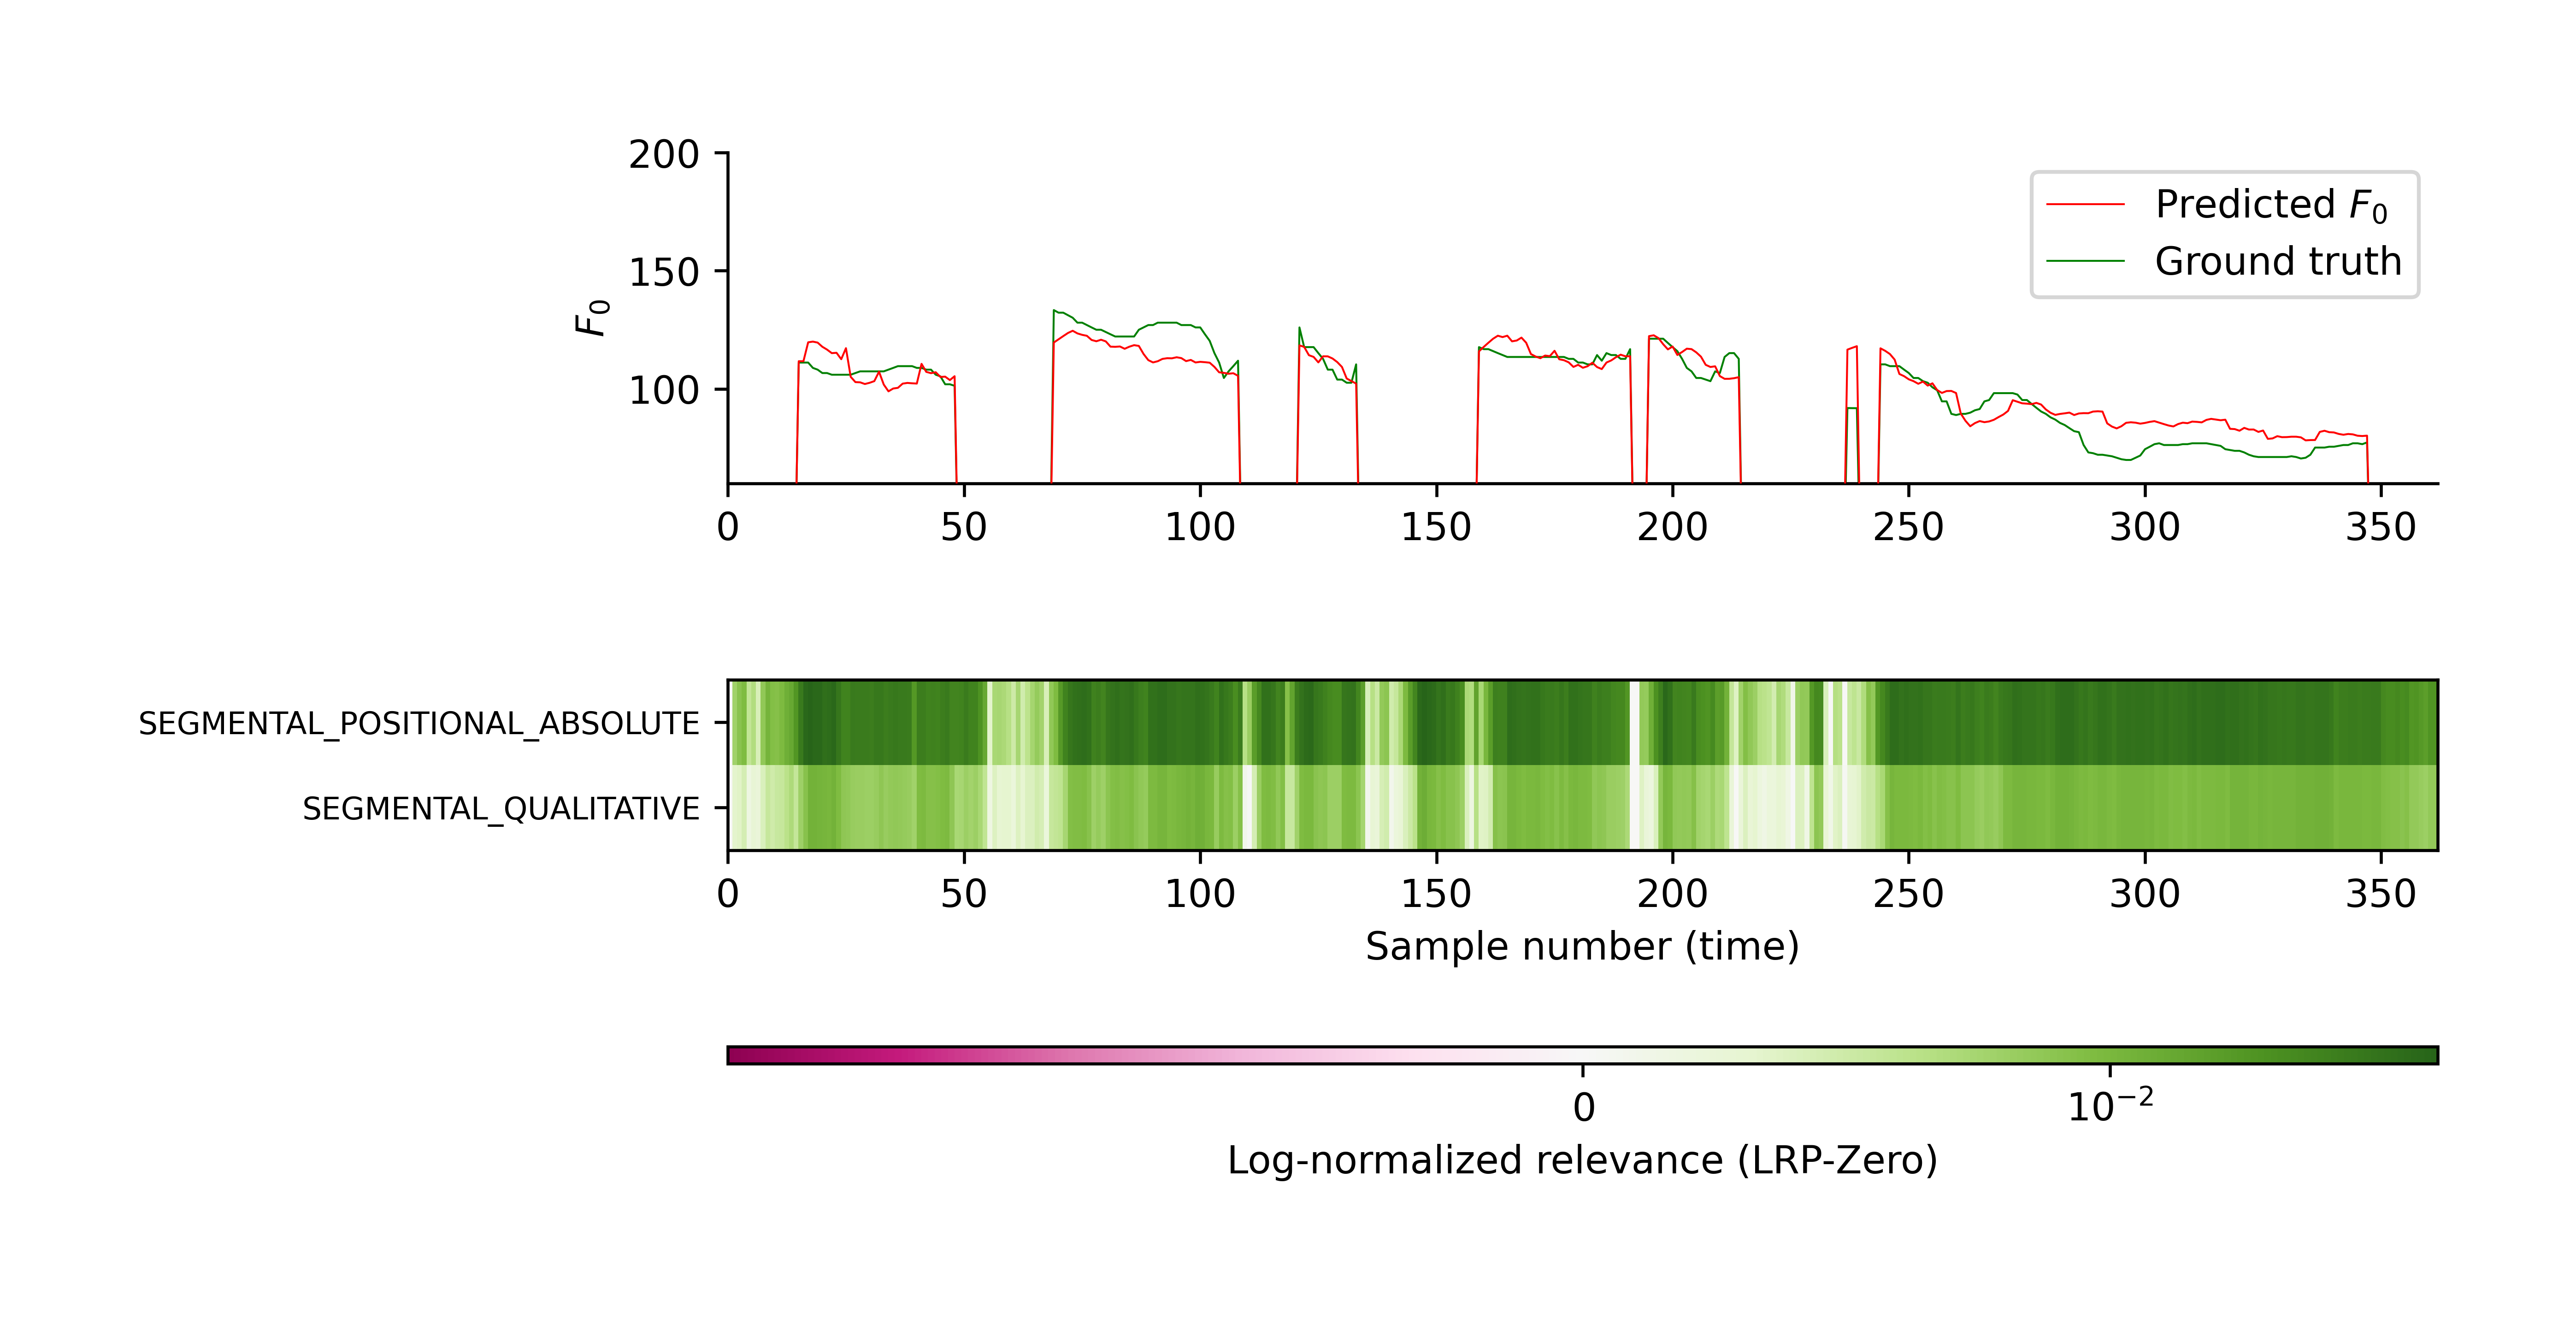 200
150
100
F₀
Predicted F₀
Ground truth
0 50 100 150 200 250 300 350
SEGMENTAL_POSITIONAL_ABSOLUTE
SEGMENTAL_QUALITATIVE
0 50 100 150 200 250 300 350
Sample number (time)
0 10⁻²
Log-normalized relevance (LRP-Zero)